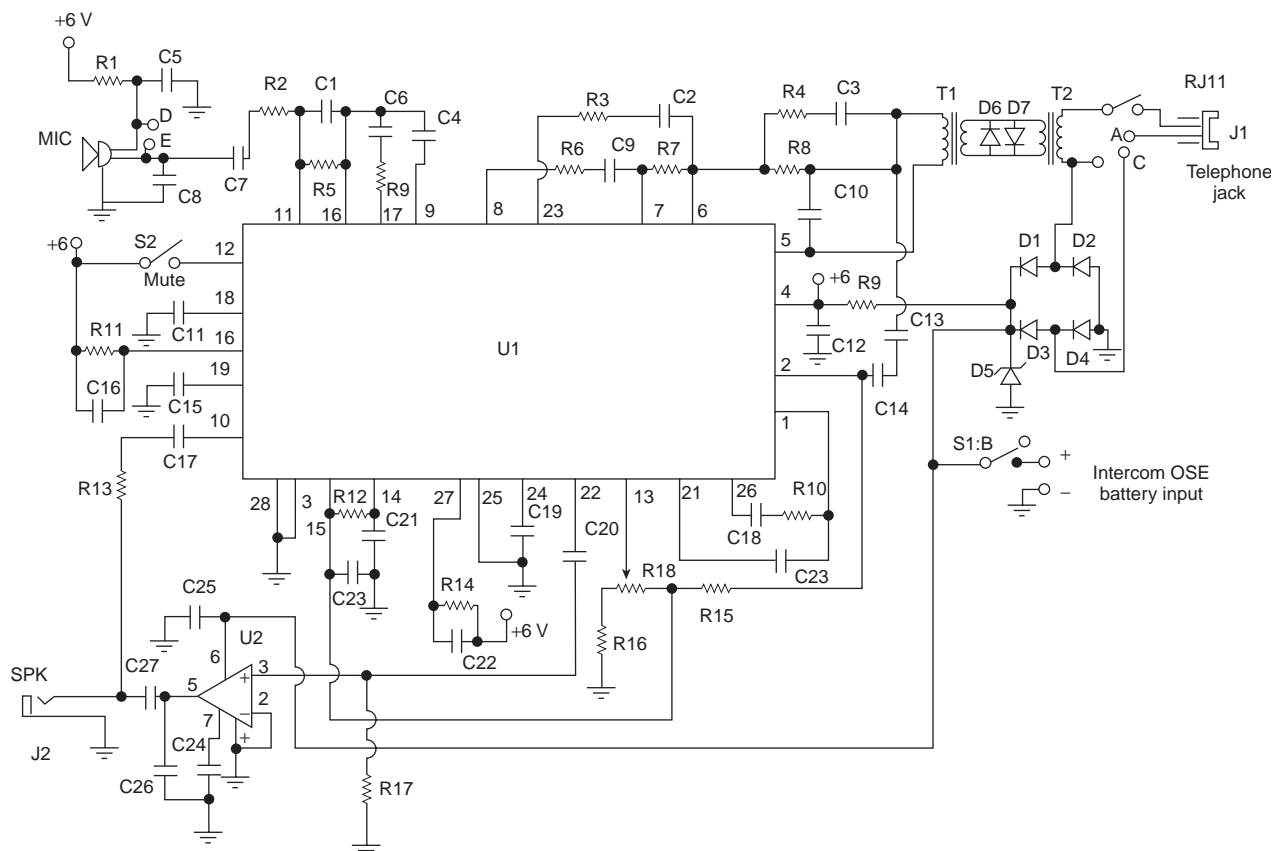 +6 V
R1
C5
D
E
MIC
C8
C7
R2
C1
C6
C4
R5
R9
11
16
17
9
R3
C2
R6
C9
R7
8
23
7
6
R4
C3
R8
C10
T1
D6 D7
T2
RJ11
A
J1
C
Telephone
jack
+6
S2
Mute
12
18
C11
R11
16
C16
19
C15
10
C17
R13
U1
5
4
+6
R9
C12
C13
2
C14
1
D1
D2
D3
D4
D5
S1:B
+
−
Intercom OSE
battery input
28
3
15
R12
14
C21
C23
27
25
24
C19
22
C20
13
21
26
C18
R10
C23
R14
C22
+6 V
R18
R16
R15
C25
U2
6
SPK
J2
C27
5
7
+
3
−
2
+
C24
C26
R17